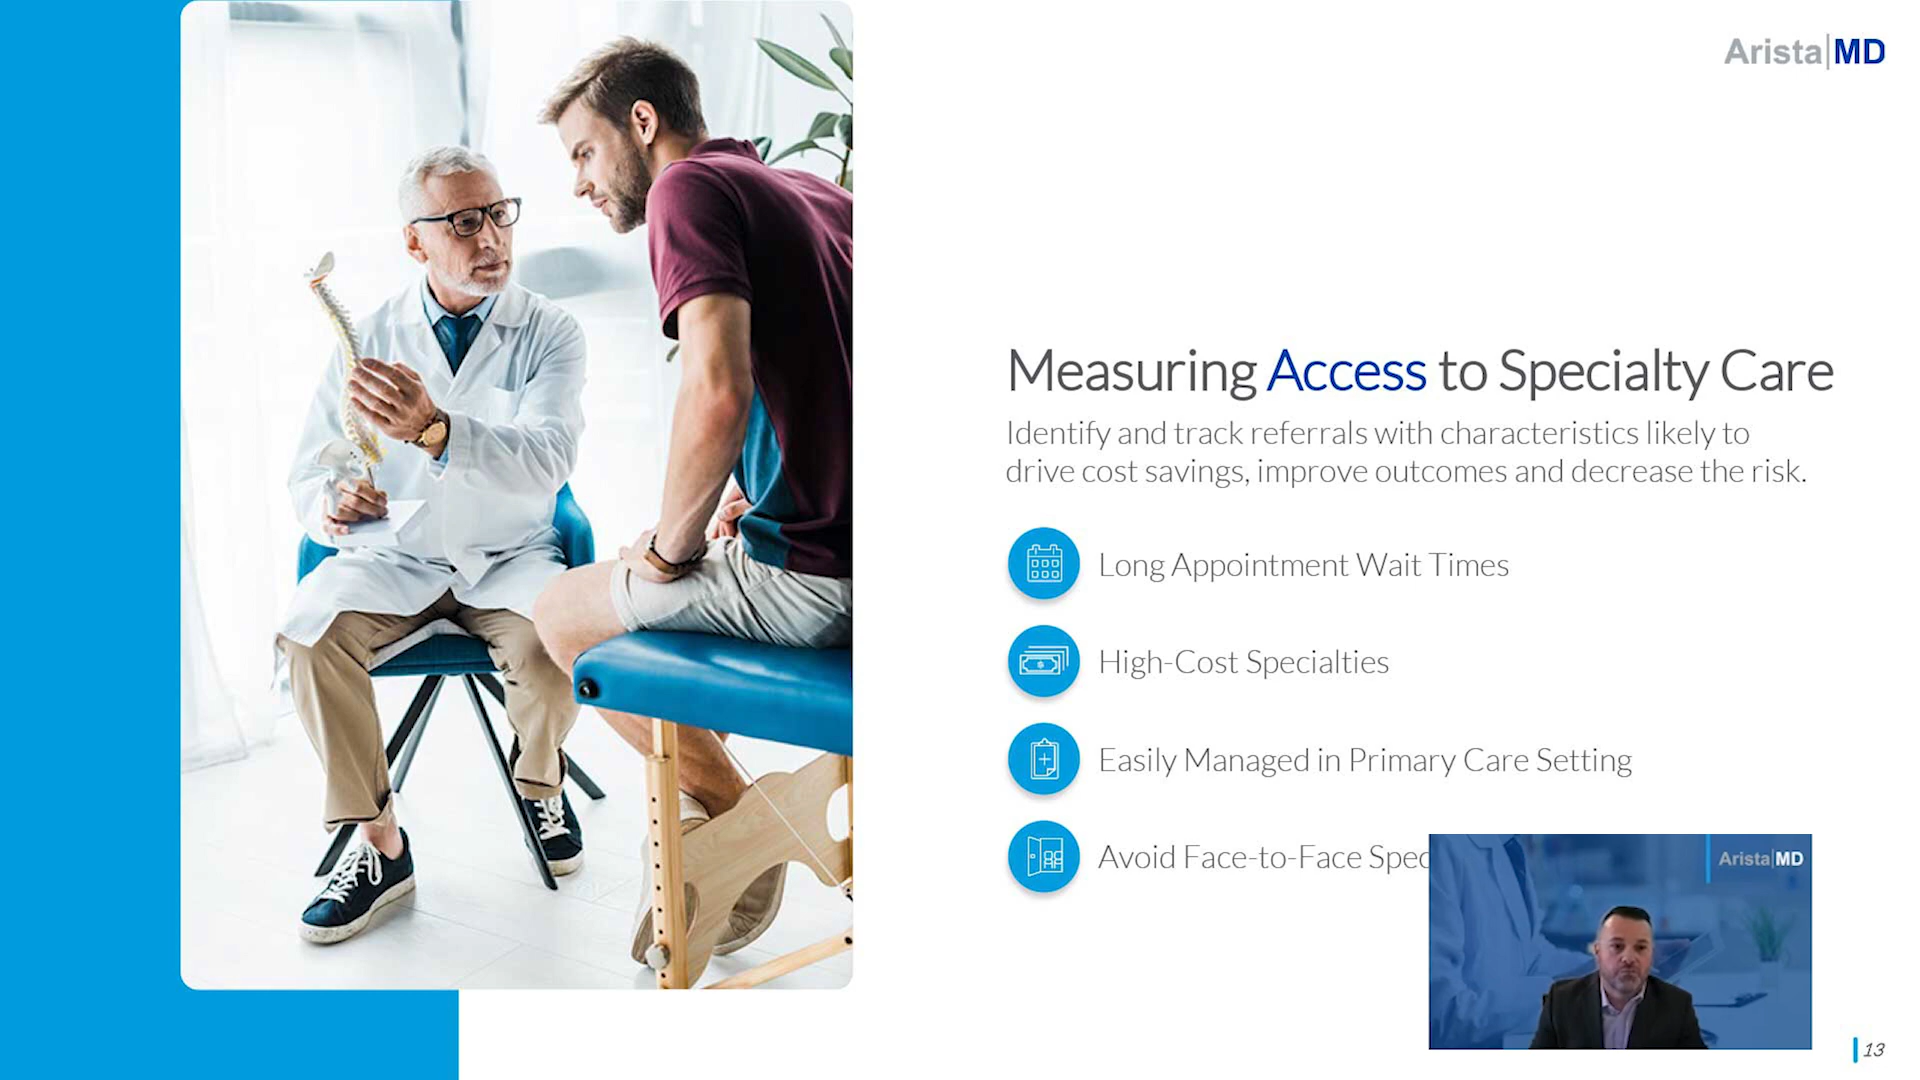 Arista|MD
Measuring Access to Specialty Care
Identify and track referrals with characteristics likely to
drive cost savings, improve outcomes and decrease the risk.
Long Appointment Wait Times
High-Cost Specialties
Easily Managed in Primary Care Setting
Avoid Face-to-Face
Arista|MD
13